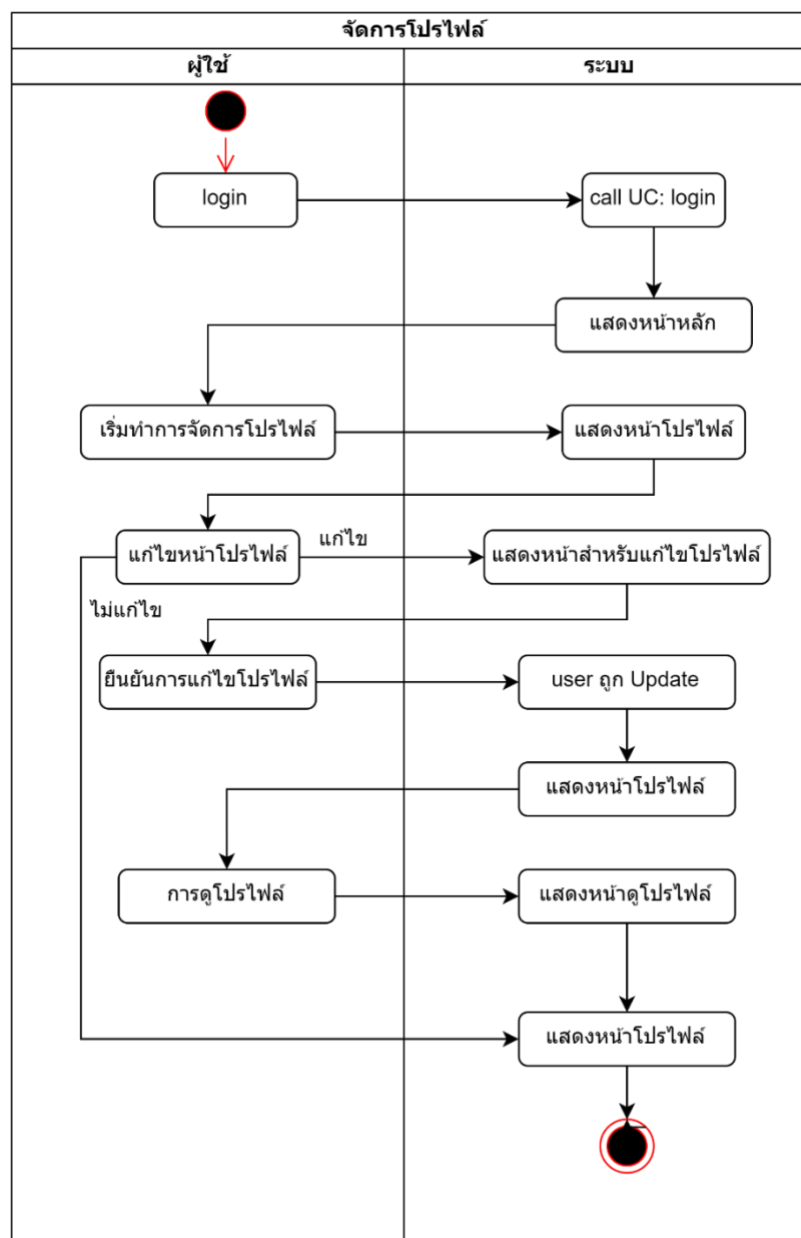 จัดการโปรไฟล์
ผู้ใช้
ระบบ
login
call UC: login
แสดงหน้าหลัก
เริ่มทำการจัดการโปรไฟล์
แสดงหน้าโปรไฟล์
แก้ไขหน้าโปรไฟล์
แก้ไข
แสดงหน้าสำหรับแก้ไขโปรไฟล์
ไม่แก้ไข
ยืนยันการแก้ไขโปรไฟล์
user ถูก Update
แสดงหน้าโปรไฟล์
การดูโปรไฟล์
แสดงหน้าดูโปรไฟล์
แสดงหน้าโปรไฟล์